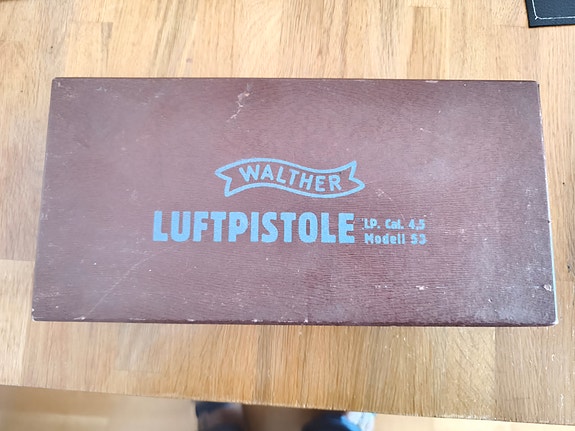 WALTHER
LUFTPISTOLE
LP. Cal. 4,5
Modell 53